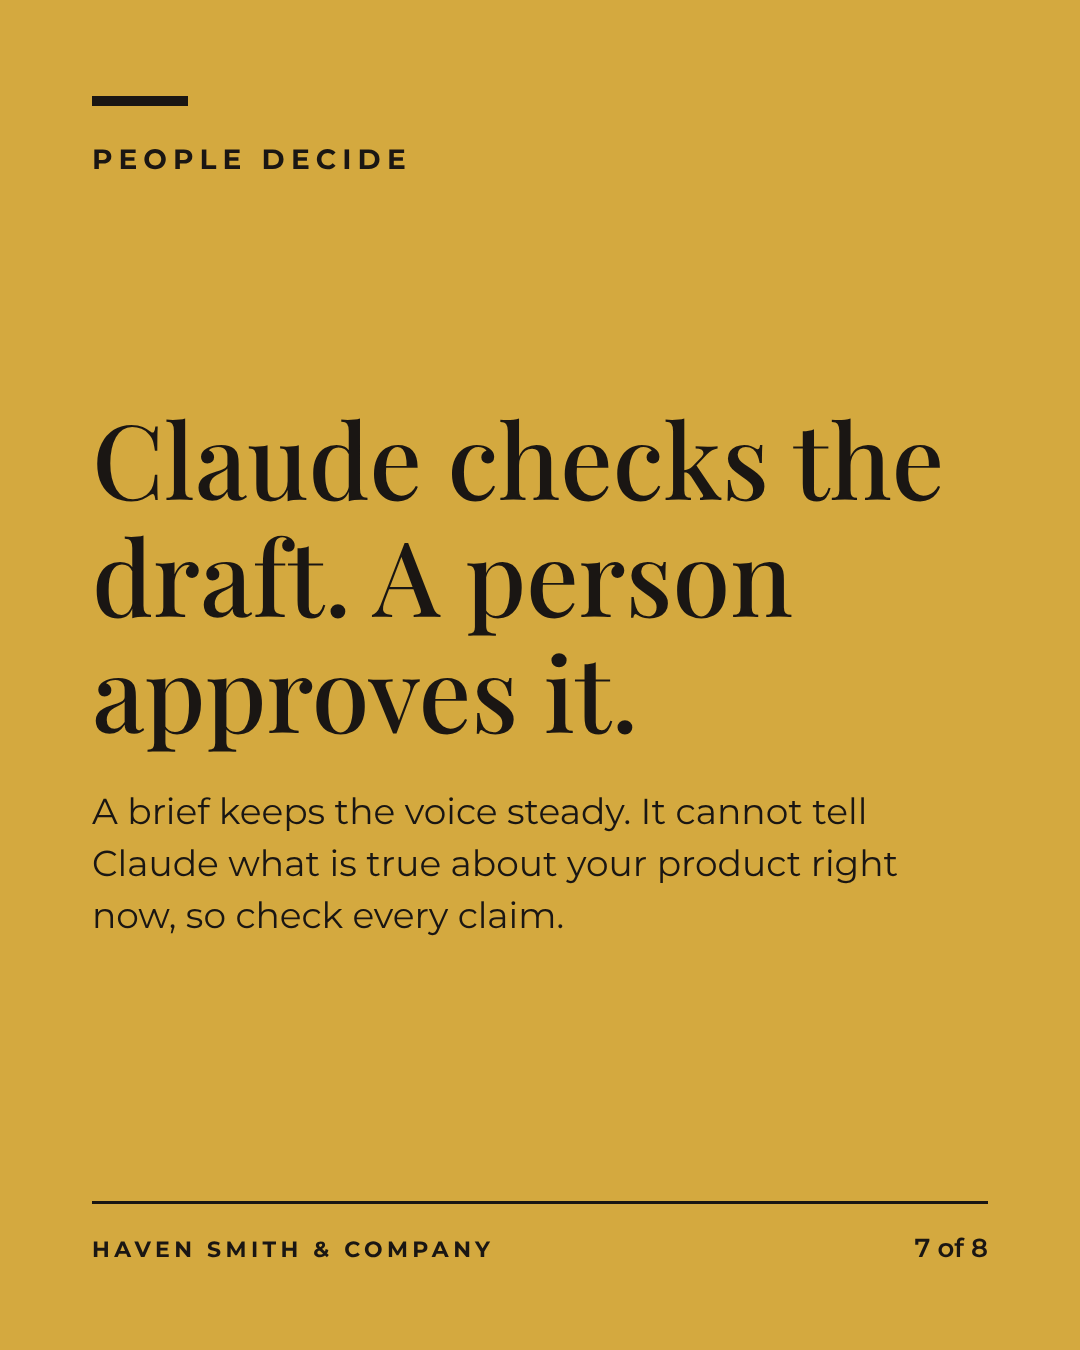 PEOPLE DECIDE
Claude checks the
draft. A person
approves it.
A brief keeps the voice steady. It cannot tell
Claude what is true about your product right
now, so check every claim.
HAVEN SMITH & COMPANY
7 of 8